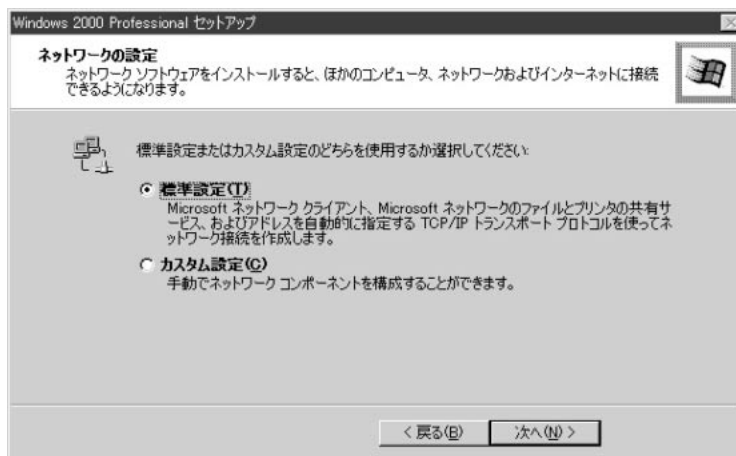 Windows 2000 Professional セットアップ
ネットワークの設定
ネットワーク ソフトウェアをインストールすると、ほかのコンピュータ、ネットワークおよびインターネットに接続
できるようになります。
標準設定またはカスタム設定のどちらを使用するか選択してください:
標準設定(T)
Microsoft ネットワーク クライアント、Microsoft ネットワークのファイルとプリンタの共有サ
ービス、およびアドレスを自動的に指定する TCP/IP トランスポート プロトコルを使ってネ
ットワーク接続を作成します。
カスタム設定(C)
手動でネットワーク コンポーネントを構成することができます。
< 戻る(B)
次へ(N) >